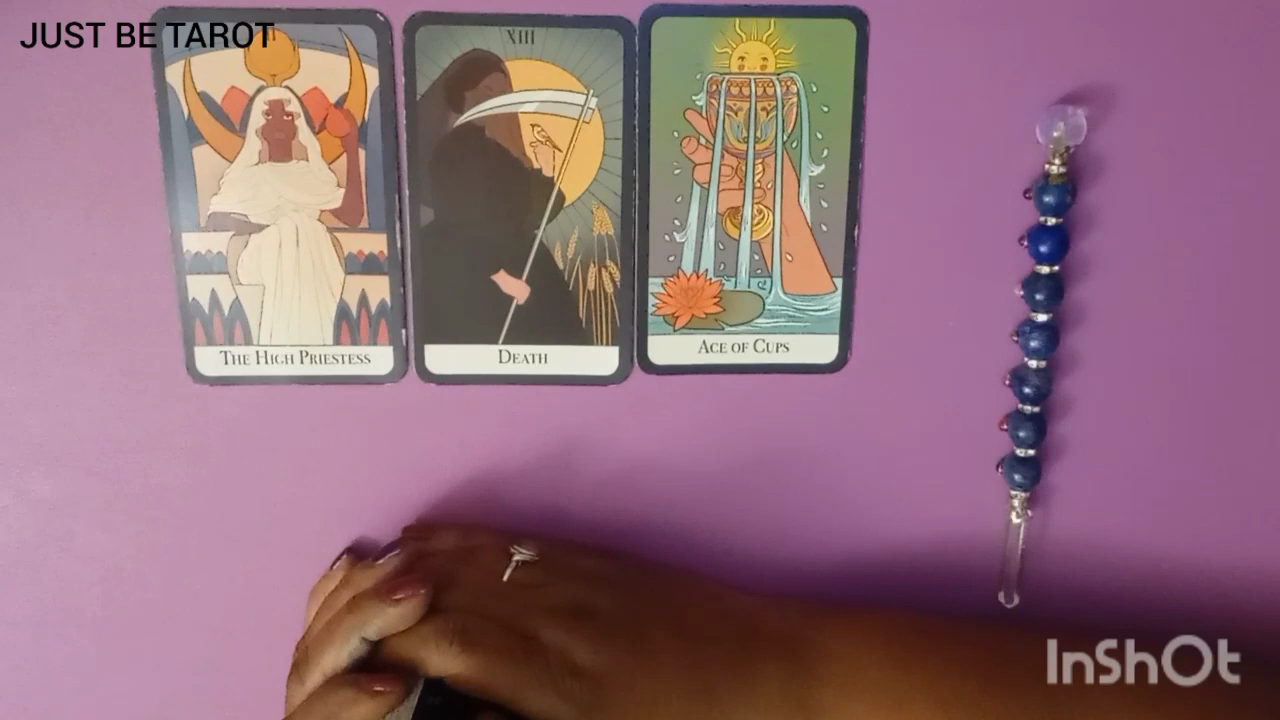 JUST BE TAROT
XIII
THE HIGH PRIESTESS
DEATH
ACE OF CUPS
InShOt